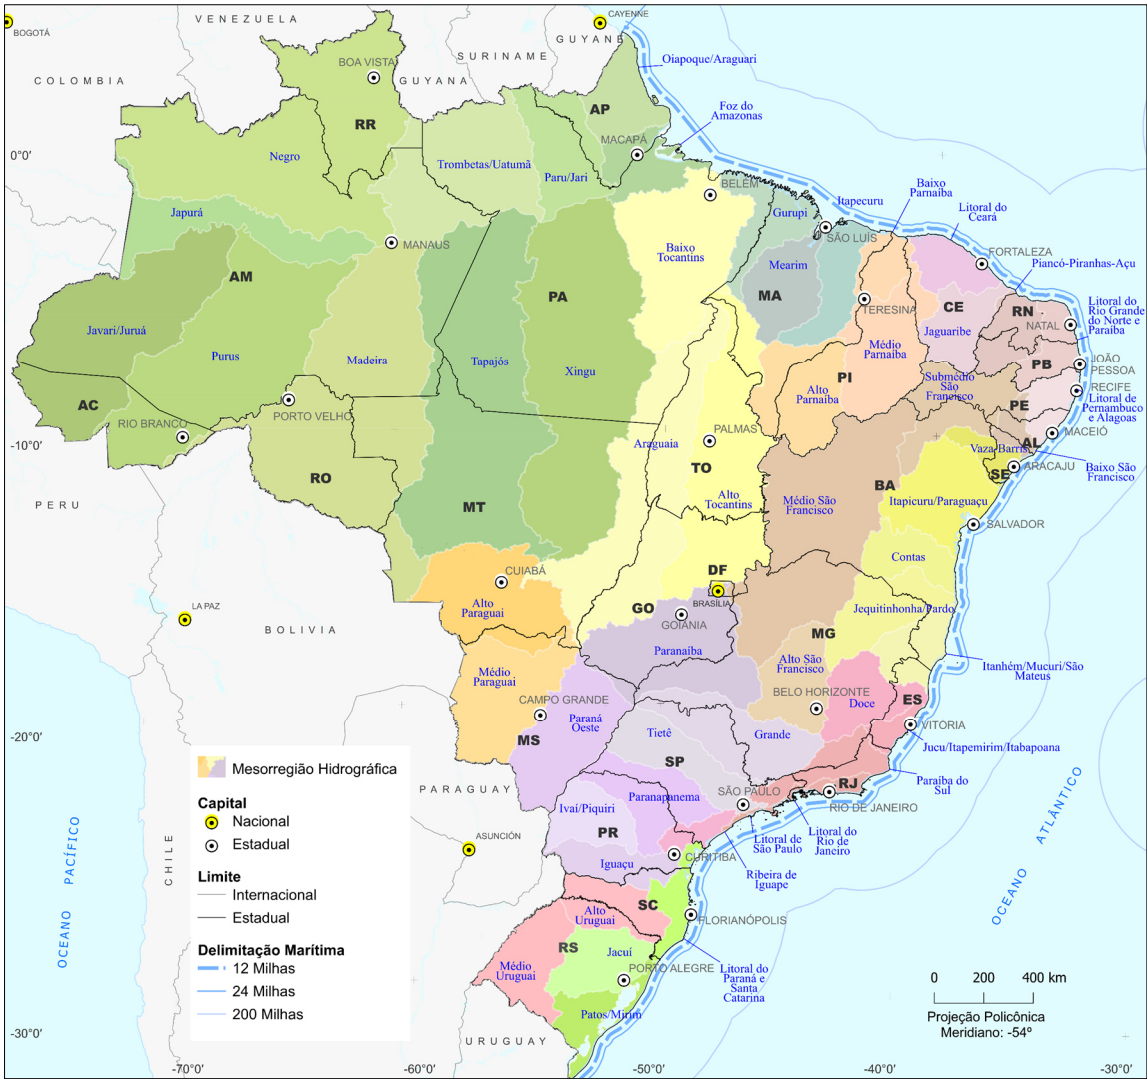 VENEZUELA
CAYENNE
BOGOTÁ
GUYANE
SURINAME
Oiapoque/Araguari
BOA VISTA
COLOMBIA
GUYANA
AP
Foz do
Amazonas
RR
MACAPÁ
0°0'
Negro
Trombetas/Uatumã
Paru/Jari
BELÉM
Baixo
Parnaíba
Itapecuru
Japurá
Gurupi
Litoral do
Ceará
MANAUS
SÃO LUÍS
Baixo
Tocantins
FORTALEZA
Mearim
Piancó-Piranhas-Açu
AM
PA
MA
TERESINA
CE
RN
Litoral do
Rio Grande
do Norte e
Paraíba
NATAL
Javari/Juruá
Jaguaribe
Purus
Madeira
Tapajós
Xingu
Médio
Parnaíba
JOÃO
PESSOA
PB
PI
Submédio
São
Francisco
Alto
Parnaíba
RECIFE
AC
PE
Litoral de
Pernambuco
e Alagoas
PORTO VELHO
RIO BRANCO
PALMAS
MACEIÓ
-10°0'
Araguaia
AL
Vaza-Barris
TO
ARACAJU
Baixo São
Francisco
SE
RO
BA
PERU
MT
Alto
Tocantins
Médio São
Francisco
Itapicuru/Paraguaçu
SALVADOR
Contas
CUIABÁ
DF
LA PAZ
Alto
Paraguai
BRASÍLIA
GO
Jequitinhonha/Pardo
GOIÂNIA
BOLIVIA
MG
Paranaíba
Alto São
Francisco
Itanhém/Mucuri/São
Mateus
Médio
Paraguai
BELO HORIZONTE
CAMPO GRANDE
Doce
ES
Paraná
Oeste
VITORIA
Tietê
Grande
MS
Jucu/Itapemirim/Itabapoana
SP
Mesorregião Hidrográfica
RJ
Paraíba do
Sul
PARAGUAY
Paranapanema
SÃO PAULO
Capital
Ivaí/Piquiri
RIO DE JANEIRO
Nacional
PR
ASUNCIÓN
Litoral de
São Paulo
Litoral do
Rio de
Janeiro
Estadual
Iguaçu
CURITIBA
Ribeira de
Iguape
CHILE
OCEANO PACÍFICO
OCEANO ATLÂNTICO
Limite
Internacional
Estadual
SC
Alto
Uruguai
FLORIANÓPOLIS
RS
Jacuí
Delimitação Marítima
12 Milhas
24 Milhas
200 Milhas
Médio
Uruguai
PORTO ALEGRE
Litoral do
Paraná e
Santa
Catarina
0 200 400 km
Patos/Mirim
Projeção Policônica
Meridiano: -54º
-20°0'
-30°0'
URUGUAY
-70°0' -60°0' -50°0' -40°0' -30°0'